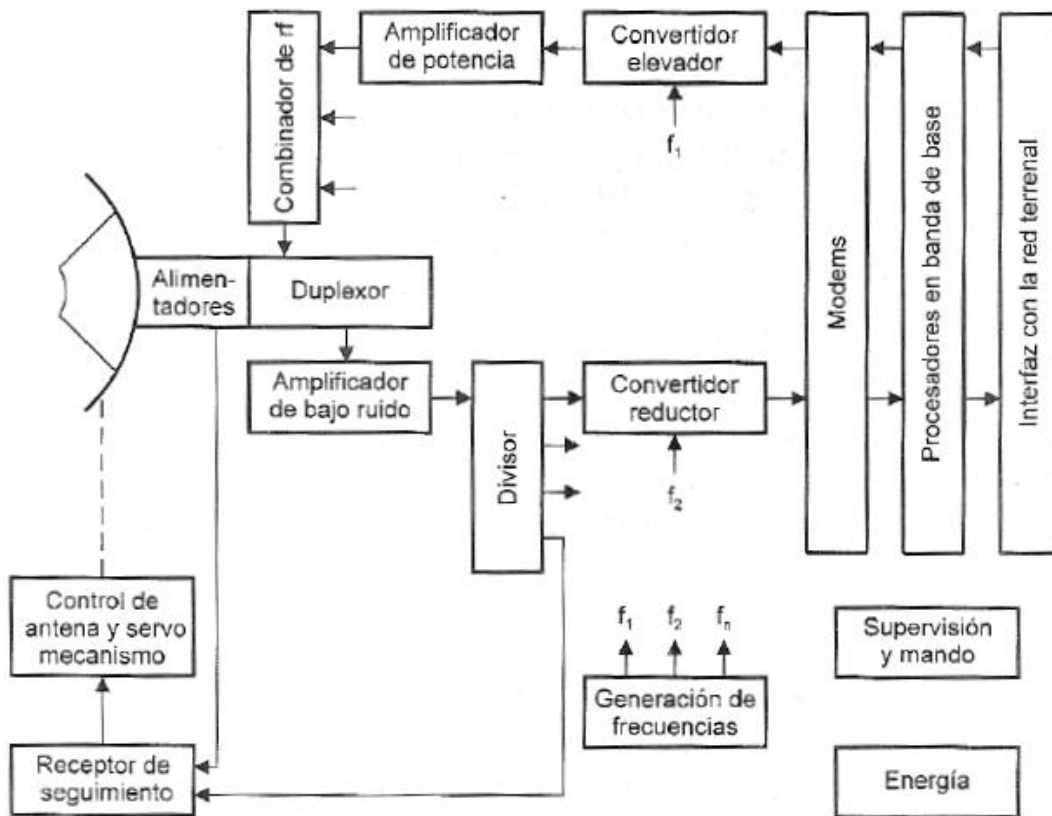 Combinador de rf
Amplificador
de potencia
Convertidor
elevador
f1
Modems
Procesadores en banda de base
Interfaz con la red terrenal
Alimen-
tadores
Duplexor
Amplificador
de bajo ruido
Divisor
Convertidor
reductor
f2
Control de
antena y servo
mecanismo
f1 f2 fn
Generación de
frecuencias
Supervisión
y mando
Receptor de
seguimiento
Energía